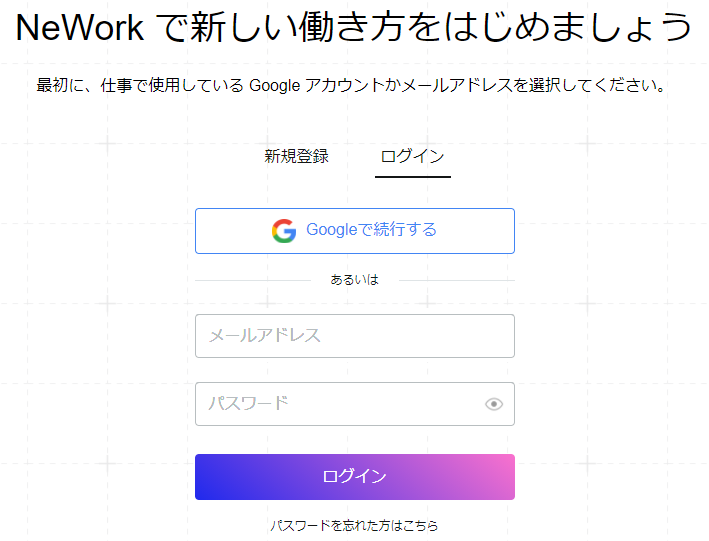 NeWork で新しい働き方をはじめましょう
最初に、仕事で使用している Google アカウントかメールアドレスを選択してください。
新規登録 ログイン
Googleで続行する
あるいは
メールアドレス
パスワード
ログイン
パスワードを忘れた方はこちら